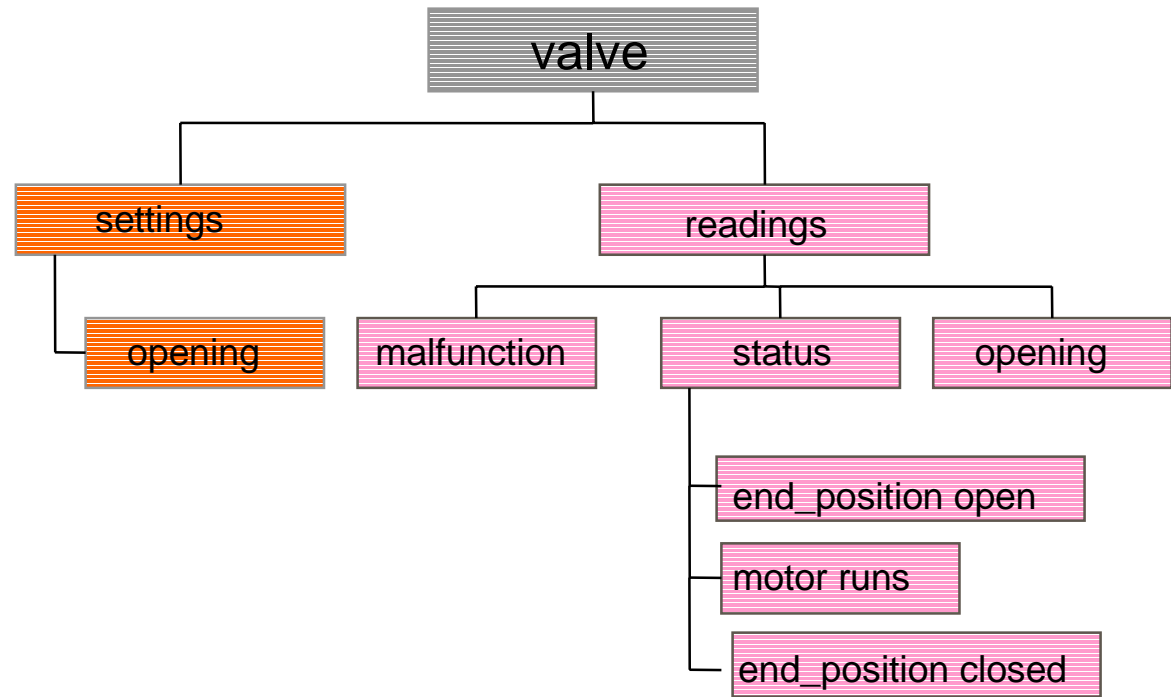 valve
settings
readings
opening
malfunction
status
opening
end_position open
motor runs
end_position closed